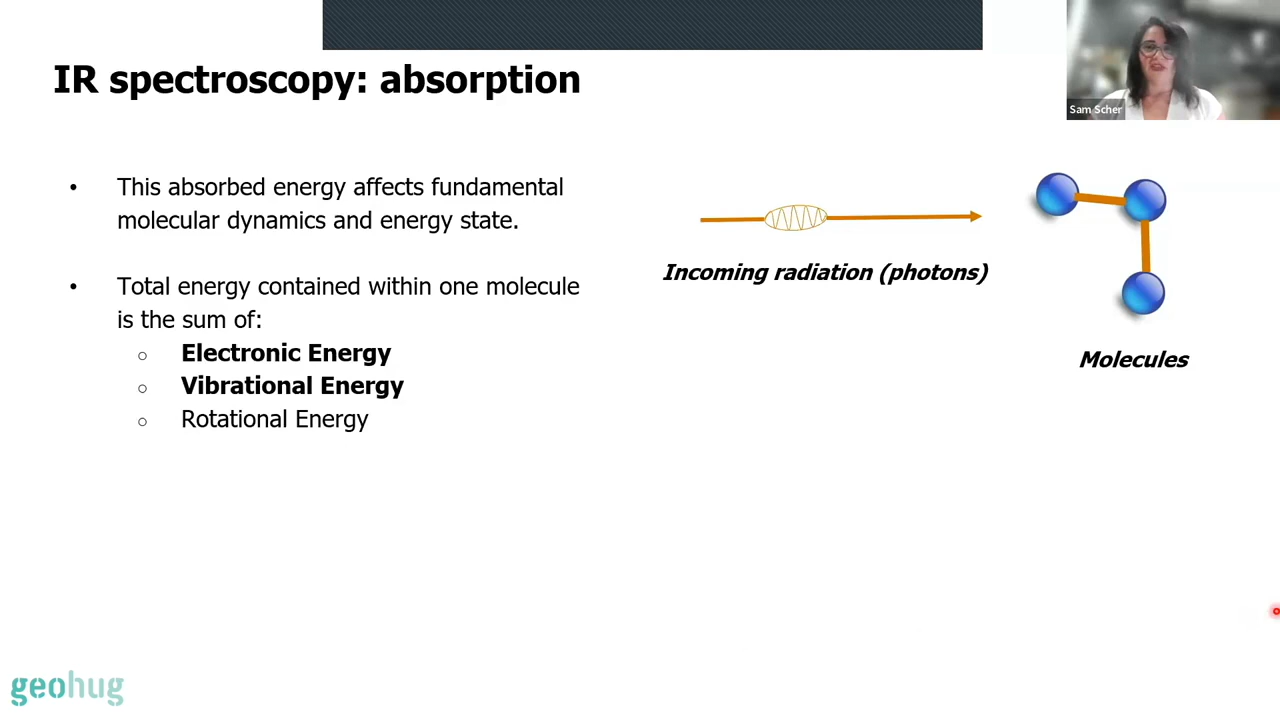 IR spectroscopy: absorption
Sam Scher
• This absorbed energy affects fundamental
molecular dynamics and energy state.
• Total energy contained within one molecule
is the sum of:
○ Electronic Energy
○ Vibrational Energy
○ Rotational Energy
Incoming radiation (photons)
Molecules
geohug